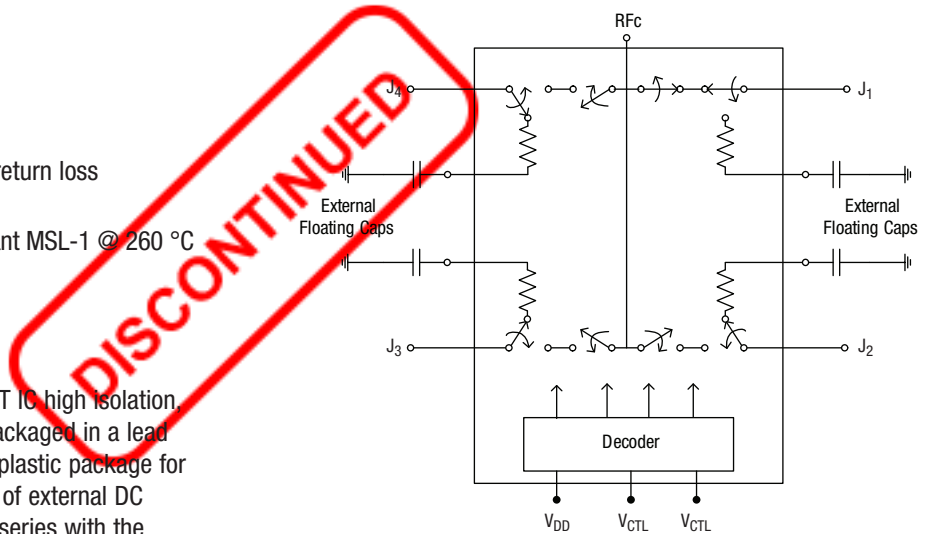 return loss
ant MSL-1 @ 260 °C
T IC high isolation,
ackaged in a lead
plastic package for
of external DC
series with the
DISCONTINUED
RFc
J4
J1
External
Floating Caps
External
Floating Caps
J3
J2
Decoder
VDD
VCTL
VCTL